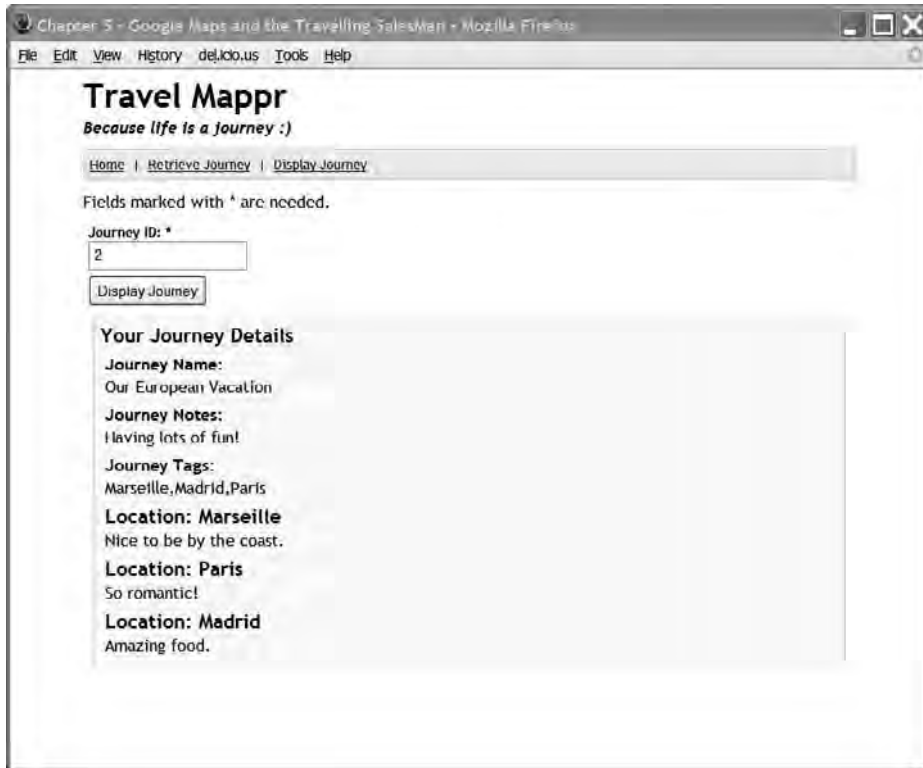 Chapter 5 - Google Maps and the Travelling SalesMan - Mozilla Firefox
File Edit View History del.icio.us Tools Help
Travel Mappr
Because life is a journey :)
Home | Retrieve Journey | Display Journey
Fields marked with * are needed.
Journey ID: *
2
Display Journey
Your Journey Details
Journey Name:
Our European Vacation
Journey Notes:
Having lots of fun!
Journey Tags:
Marseille,Madrid,Paris
Location: Marseille
Nice to be by the coast.
Location: Paris
So romantic!
Location: Madrid
Amazing food.